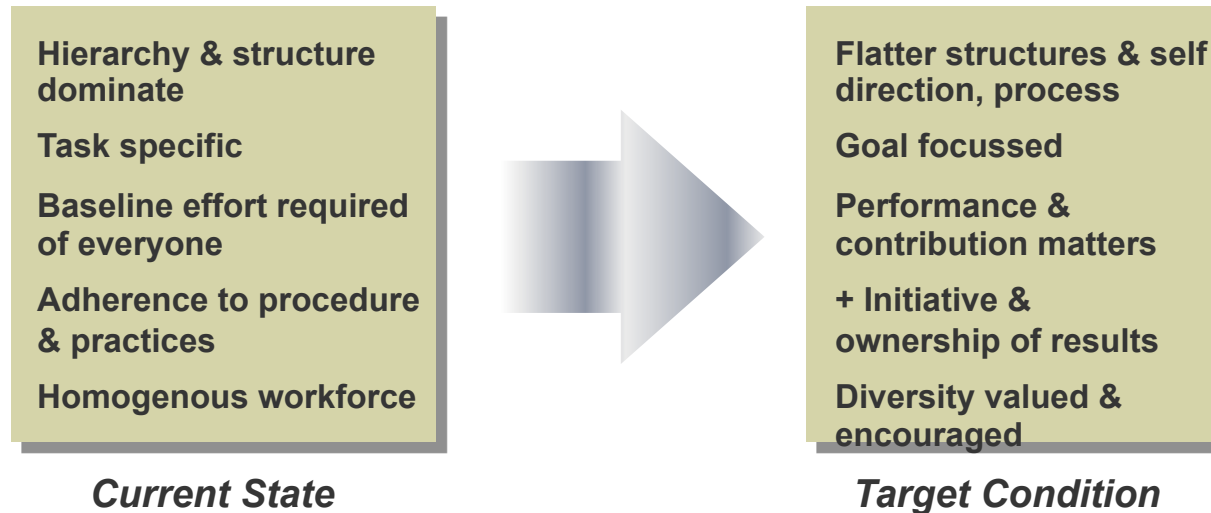 Hierarchy & structure
dominate
Task specific
Baseline effort required
of everyone
Adherence to procedure
& practices
Homogenous workforce
Current State
Flatter structures & self
direction, process
Goal focussed
Performance &
contribution matters
+ Initiative &
ownership of results
Diversity valued &
encouraged
Target Condition